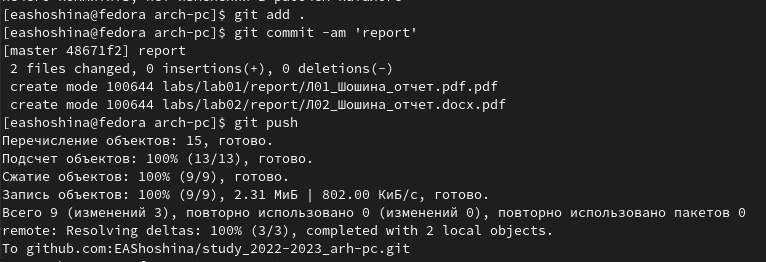 [eashoshina@fedora arch-pc]$ git add .
[eashoshina@fedora arch-pc]$ git commit -am 'report'
[master 48671f2] report
 2 files changed, 0 insertions(+), 0 deletions(-)
 create mode 100644 labs/lab01/report/Л01_Шошина_отчет.pdf.pdf
 create mode 100644 labs/lab02/report/Л02_Шошина_отчет.docx.pdf
[eashoshina@fedora arch-pc]$ git push
Перечисление объектов: 15, готово.
Подсчет объектов: 100% (13/13), готово.
Сжатие объектов: 100% (9/9), готово.
Запись объектов: 100% (9/9), 2.31 МиБ | 802.00 КиБ/с, готово.
Всего 9 (изменений 3), повторно использовано 0 (изменений 0), повторно использовано пакетов 0
remote: Resolving deltas: 100% (3/3), completed with 2 local objects.
To github.com:EAShoshina/study_2022-2023_arh-pc.git